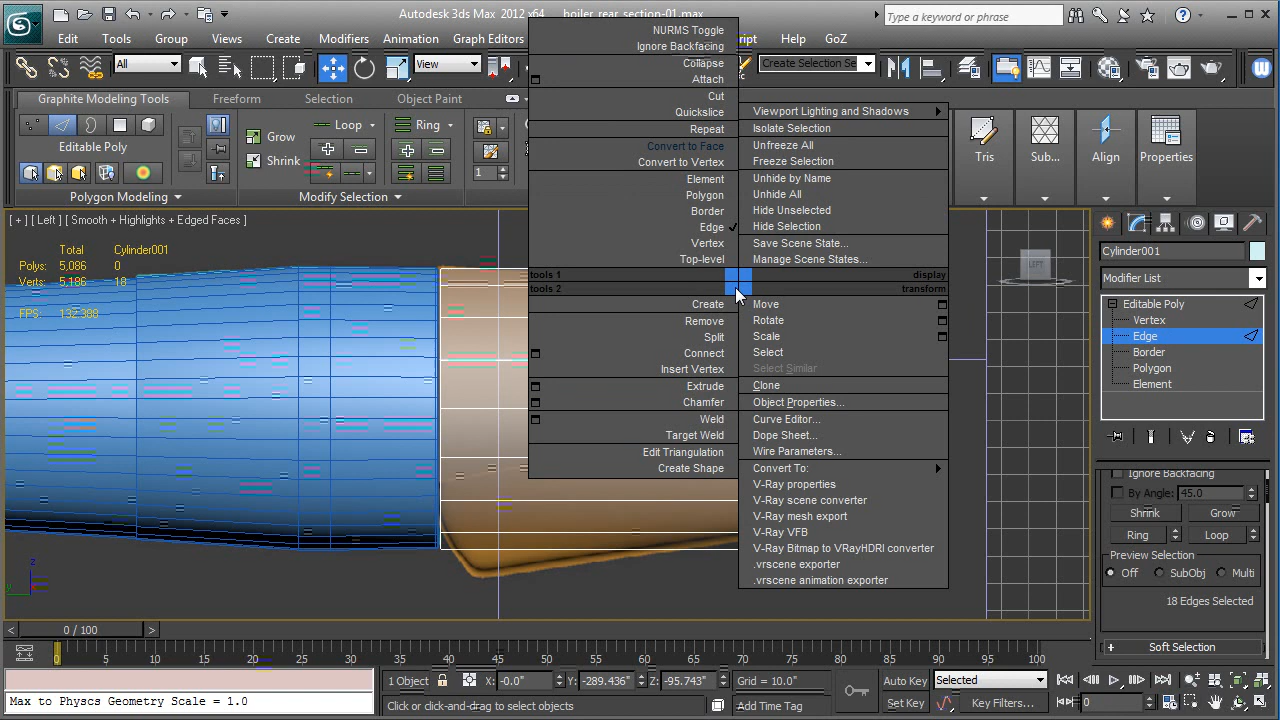 Autodesk 3ds Max 2012 x64 boiler_rear_section-01.max
Type a keyword or phrase
Edit Tools Group Views Create Modifiers Animation Graph Editors Help GoZ
All
View
Create Selection Se
Graphite Modeling Tools Freeform Selection Object Paint
Editable Poly
Polygon Modeling
Grow
Shrink
Loop
Ring
1
Modify Selection
Tris
Sub...
Align
Properties
[ + ] [ Left ] [ Smoothing + Highlights + Edged Faces ]
Total Cylinder001
Polys: 5,086 0
Verts: 5,186 18
FPS: 132.399
NURMS Toggle
Ignore Backfacing
Collapse
Attach
Cut
Quickslice
Repeat
Convert to Face
Convert to Vertex
Element
Polygon
Border
Edge
Vertex
Top-level
tools 1
tools 2
Create
Remove
Split
Connect
Insert Vertex
Extrude
Chamfer
Weld
Target Weld
Edit Triangulation
Create Shape
Viewport Lighting and Shadows
Isolate Selection
Unfreeze All
Freeze Selection
Unhide by Name
Unhide All
Hide Unselected
Hide Selection
Save Scene State...
Manage Scene States...
display
transform
Move
Rotate
Scale
Select
Select Similar
Clone
Object Properties...
Curve Editor...
Dope Sheet...
Wire Parameters...
Convert To:
V-Ray properties
V-Ray scene converter
V-Ray mesh export
V-Ray VFB
V-Ray Bitmap to VRayHDRI converter
.vrscene exporter
.vrscene animation exporter
LEFT
z
y
Cylinder001
Modifier List
Editable Poly
Vertex
Edge
Border
Polygon
Element
Ignore Backfacing
By Angle: 45.0
Shrink Grow
Ring Loop
Preview Selection
Off SubObj Multi
18 Edges Selected
+ Soft Selection
< 0 / 100 >
0 5 10 15 20 25 30 35 40 45 50 55 60 65 70 75 80 85 90 95 100
Max to Physcs Geometry Scale = 1.0
1 Object X: -0.0" Y: -289.436" Z: -95.743" Grid = 10.0"
Click or click-and-drag to select objects
Add Time Tag
Auto Key Selected
Set Key Key Filters...
0